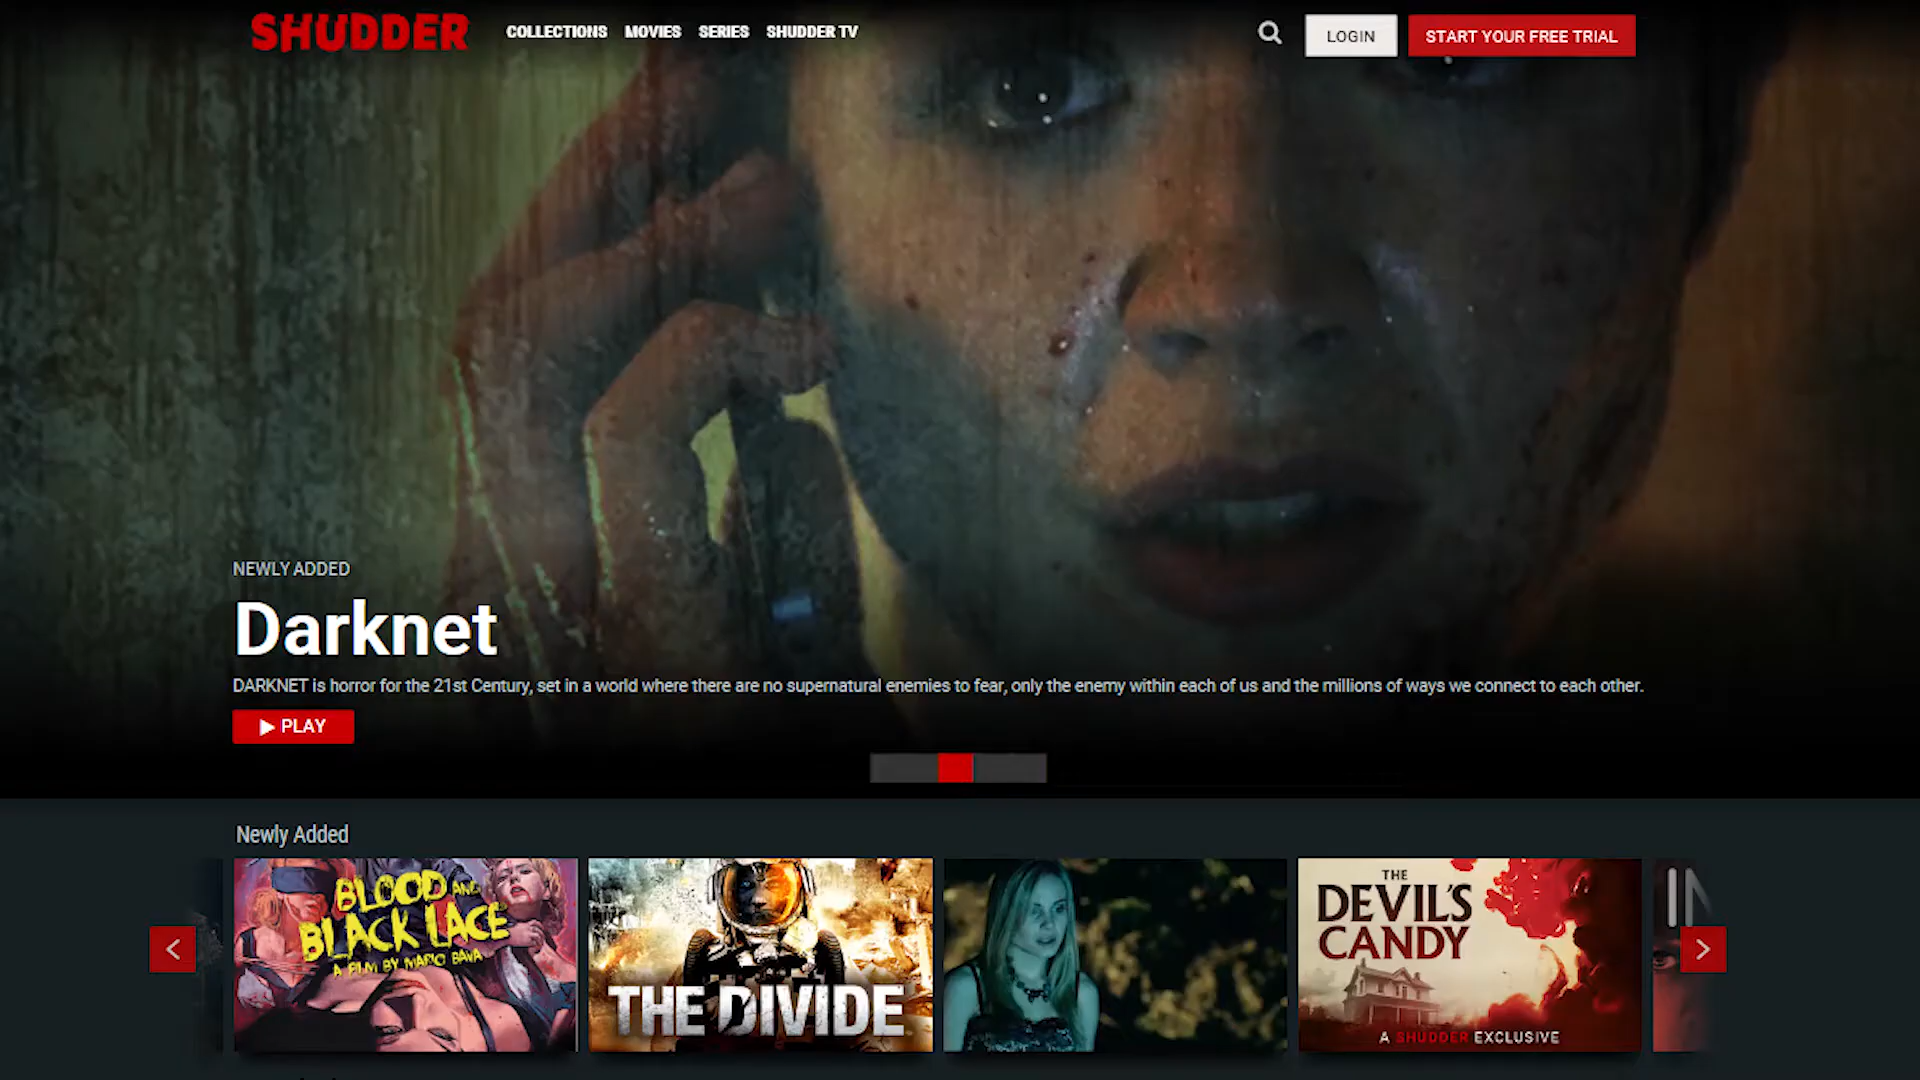 SHUDDER
COLLECTIONS MOVIES SERIES SHUDDER TV
LOGIN
START YOUR FREE TRIAL
NEWLY ADDED
Darknet
DARKNET is horror for the 21st Century, set in a world where there are no supernatural enemies to fear, only the enemy within each of us and the millions of ways we connect to each other.
PLAY
Newly Added
BLOOD AND
BLACK LACE
A FILM BY MARIO BAVA
THE DIVIDE
THE
DEVIL'S
CANDY
A SHUDDER EXCLUSIVE